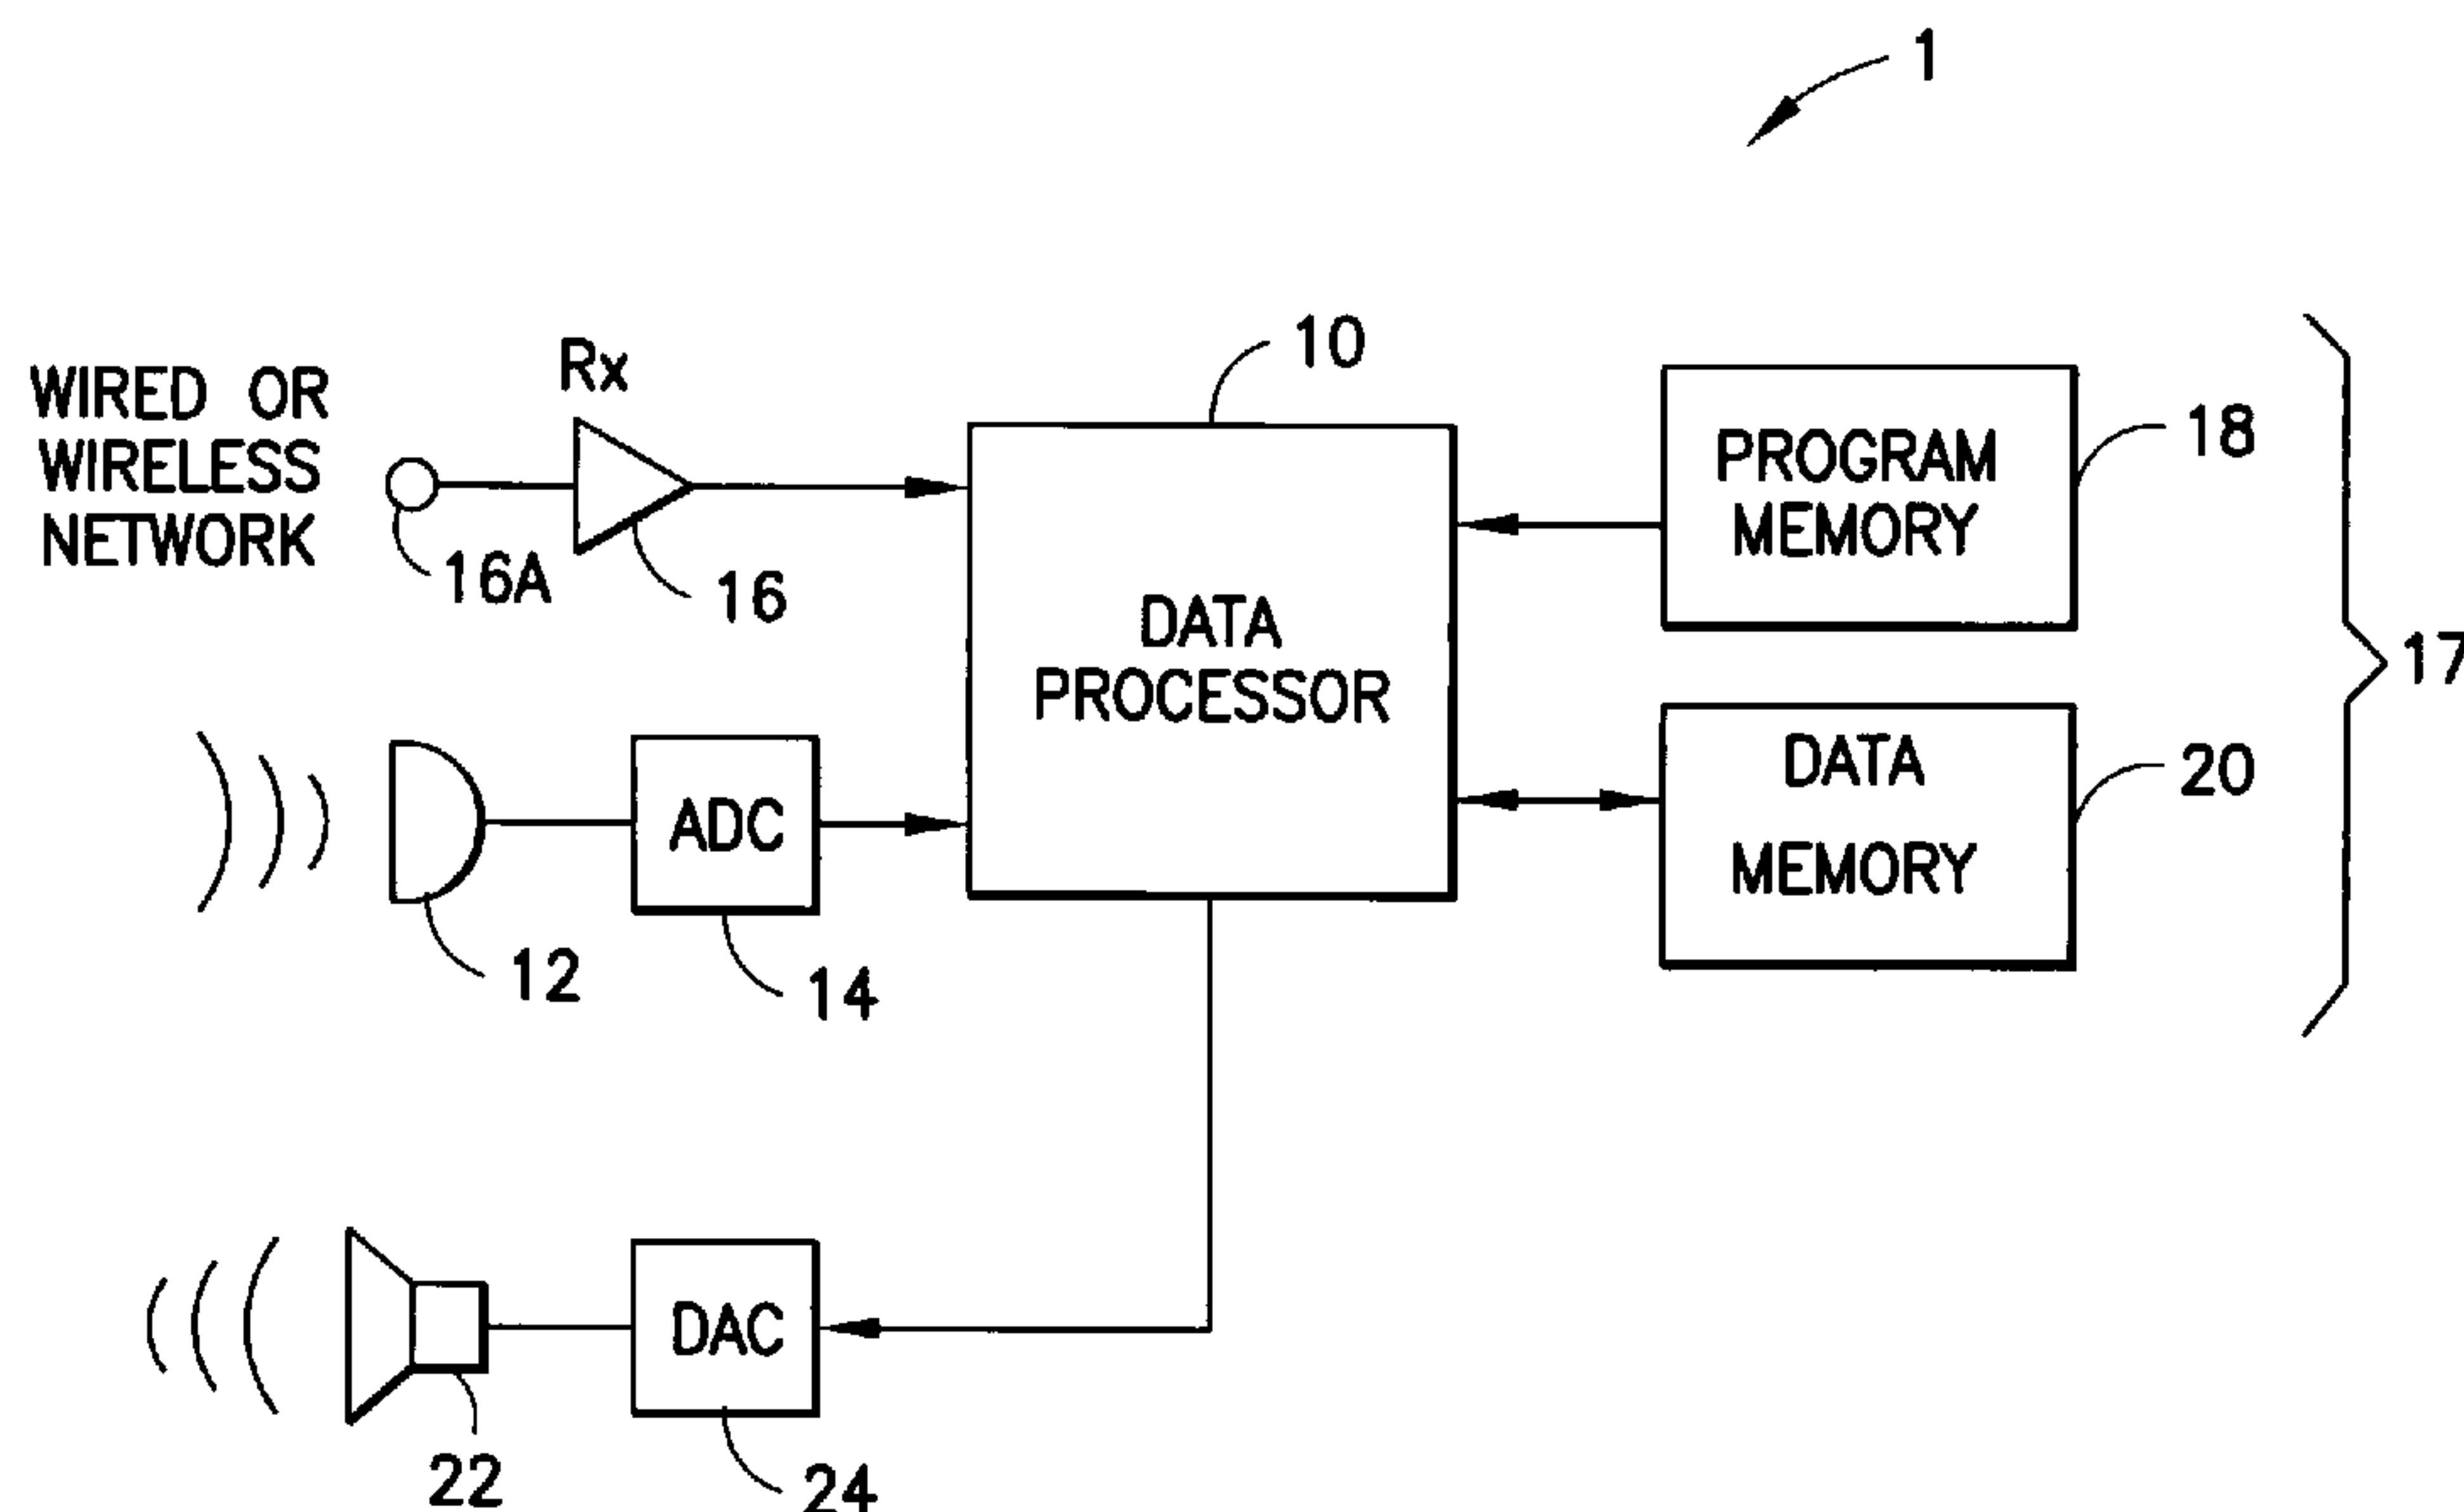 1
WIRED OR
WIRELESS
NETWORK
Rx
16A
16
10
DATA
PROCESSOR
PROGRAM
MEMORY
18
17
DATA
MEMORY
20
12
ADC
14
22
DAC
24